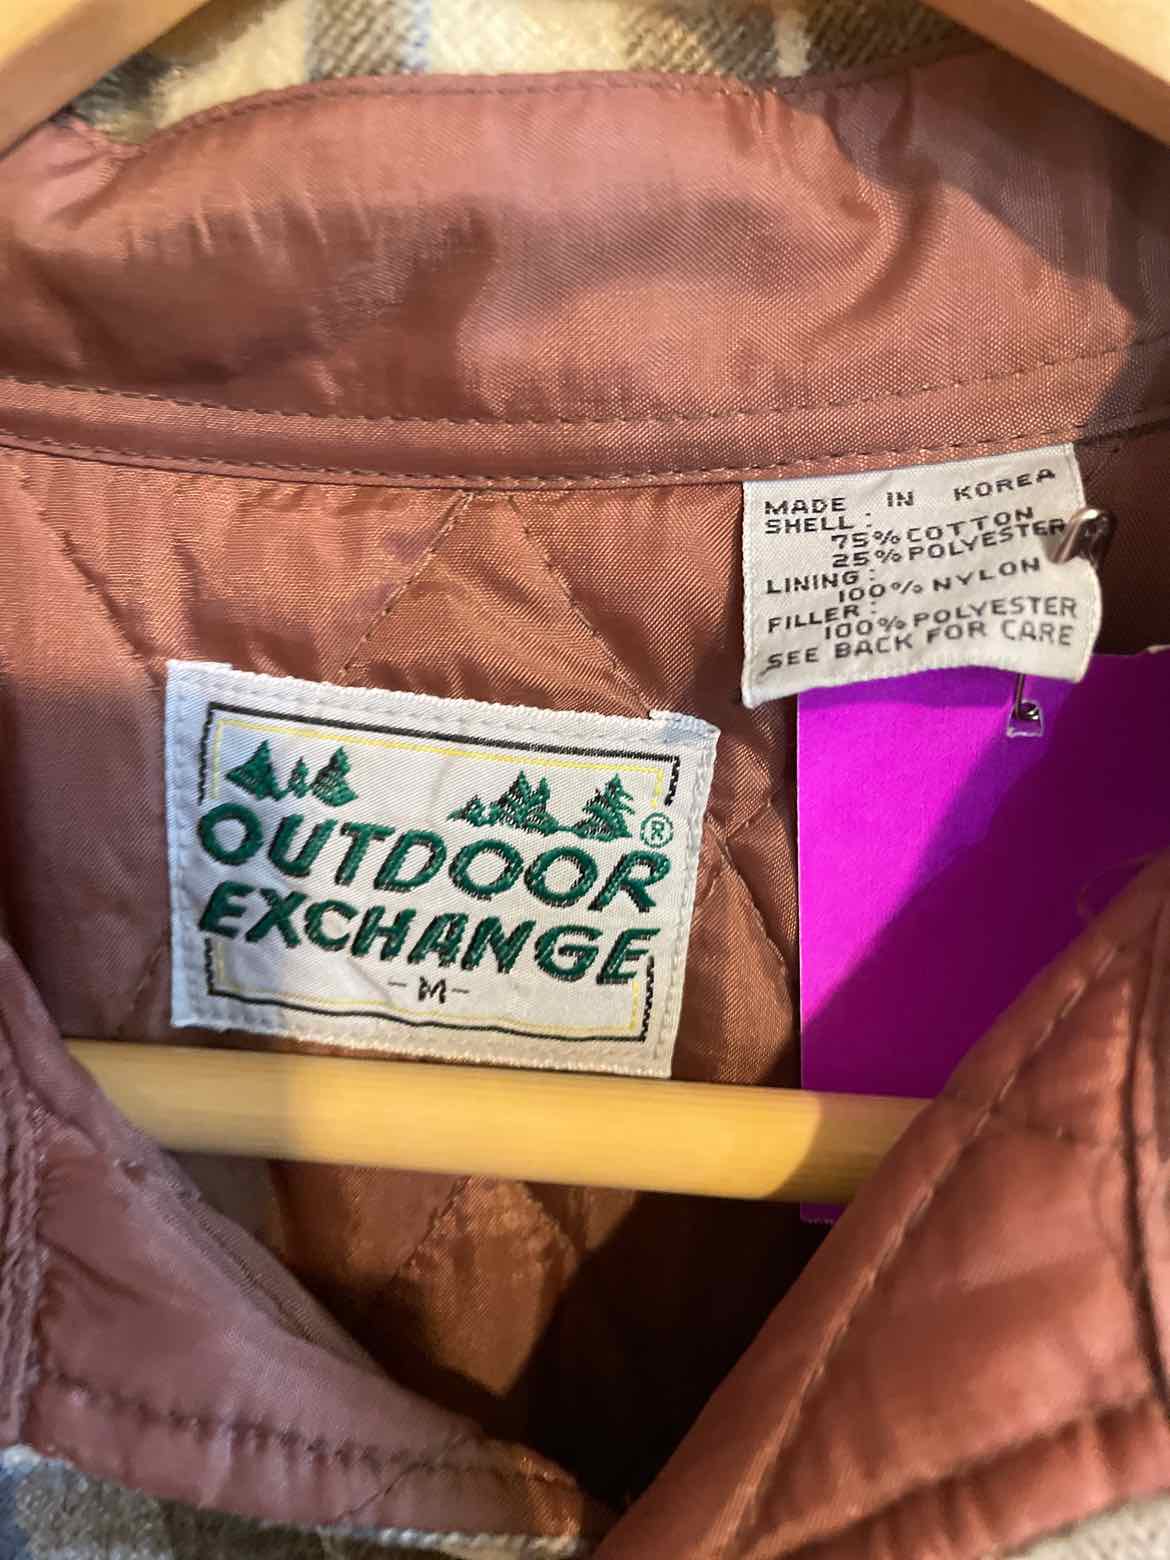 MADE IN KOREA
SHELL :
75% COTTON
25% POLYESTER
LINING :
100% NYLON
FILLER :
100% POLYESTER
SEE BACK FOR CARE
OUTDOOR®
EXCHANGE
-M-